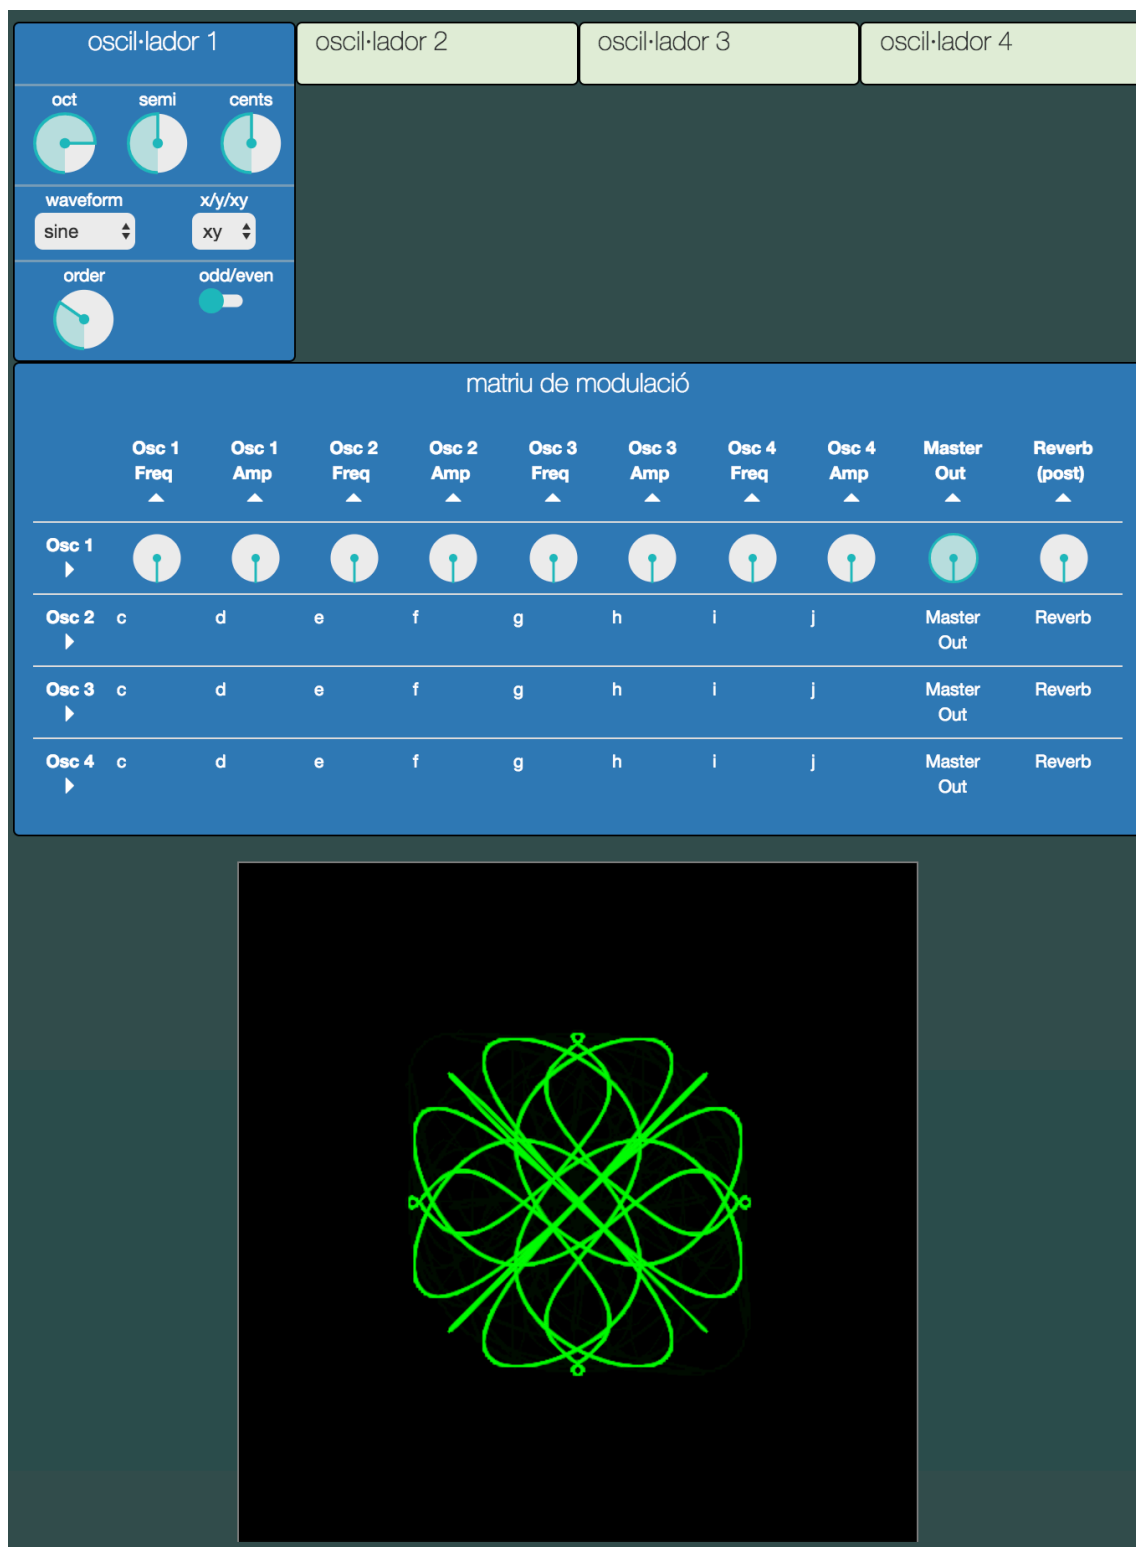 oscil·lador 1 oscil·lador 2 oscil·lador 3 oscil·lador 4
oct semi cents
waveform x/y/xy
sine xy
order odd/even
matriu de modulació
Osc 1 Osc 1 Osc 2 Osc 2 Osc 3 Osc 3 Osc 4 Osc 4 Master Reverb
Freq Amp Freq Amp Freq Amp Freq Amp Out (post)
Osc 1
Osc 2 c d e f g h i j Master Reverb
Out
Osc 3 c d e f g h i j Master Reverb
Out
Osc 4 c d e f g h i j Master Reverb
Out